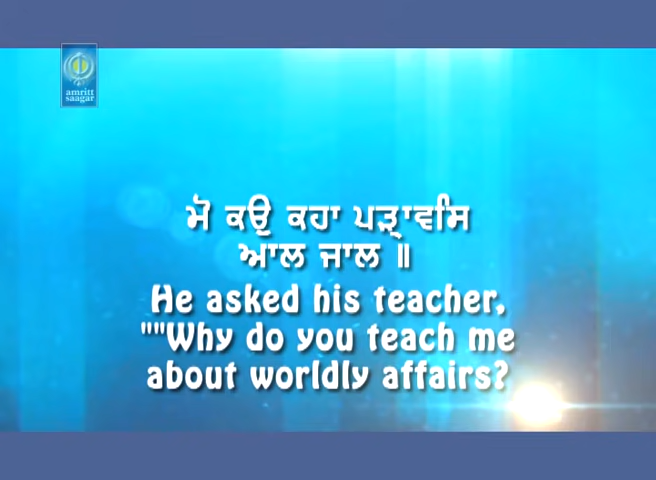 amritt
saagar
ਮੋ ਕਉ ਕਹਾ ਪੜ੍ਹਾਵਸਿ
ਆਲ ਜਾਲ ॥
He asked his teacher,
""Why do you teach me
about worldly affairs?